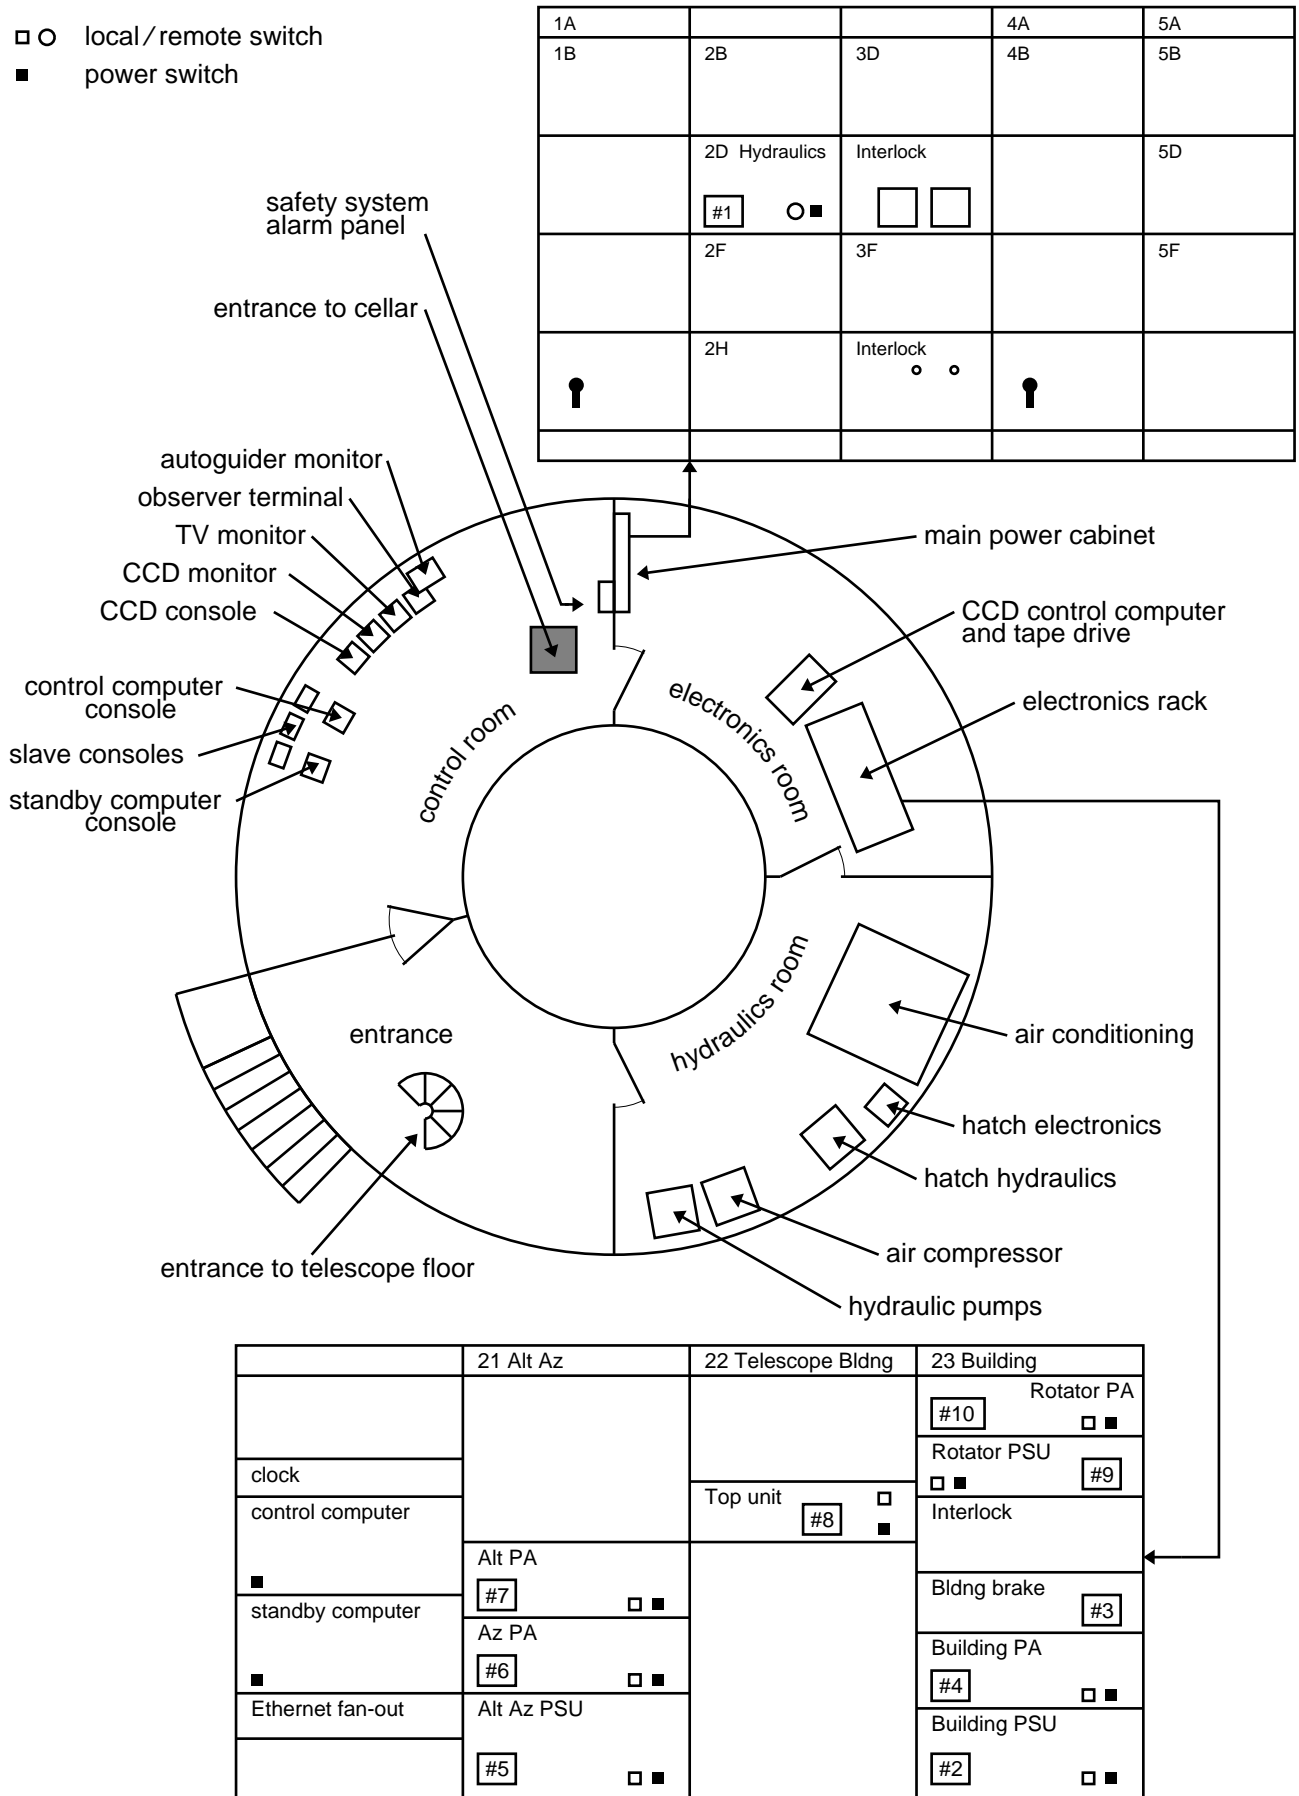 local / remote switch
power switch
1A
4A
5A
1B
2B
3D
4B
5B
2D Hydraulics
Interlock
5D
#1
2F
3F
5F
2H
Interlock
safety system
alarm panel
entrance to cellar
autoguider monitor
observer terminal
TV monitor
CCD monitor
CCD console
control computer
console
slave consoles
standby computer
console
main power cabinet
CCD control computer
and tape drive
electronics rack
control room
electronics room
hydraulics room
entrance
air conditioning
hatch electronics
hatch hydraulics
air compressor
hydraulic pumps
entrance to telescope floor
21 Alt Az
22 Telescope Bldng
23 Building
Rotator PA
#10
Rotator PSU
#9
clock
Top unit
#8
control computer
Interlock
Alt PA
#7
Bldng brake
#3
standby computer
Az PA
#6
Building PA
#4
Ethernet fan-out
Alt Az PSU
#5
Building PSU
#2